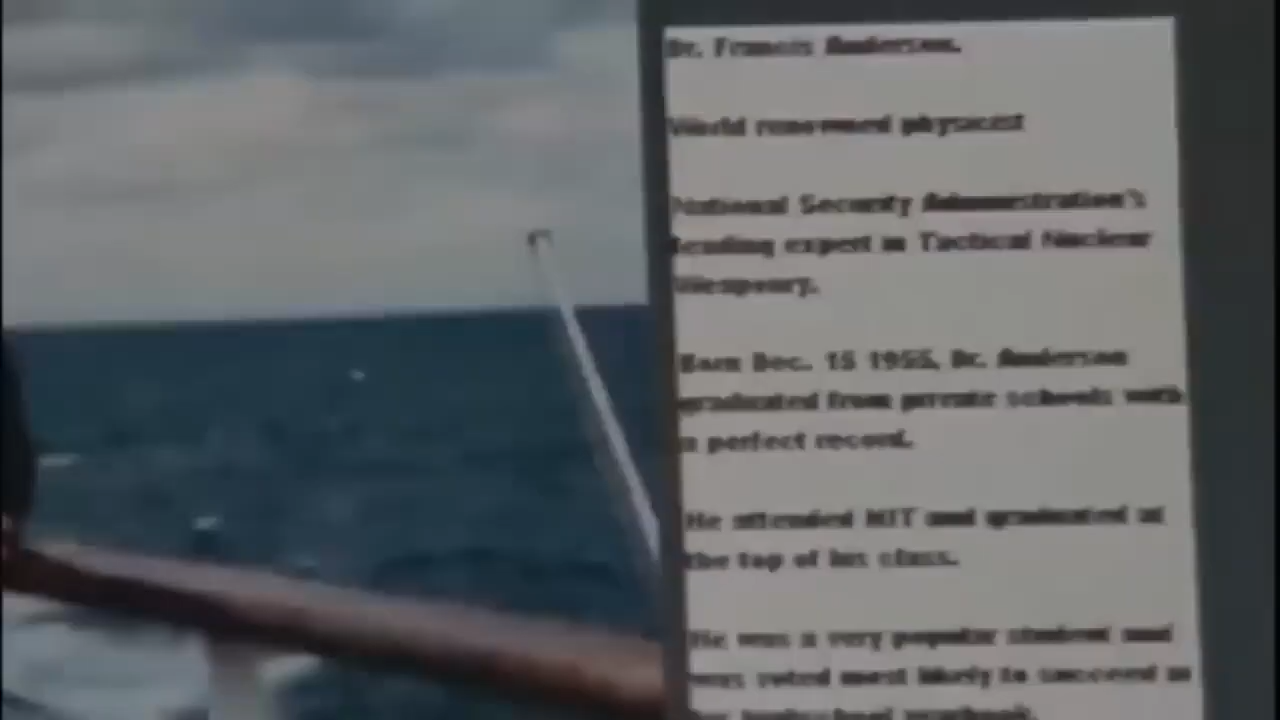 Dr. Francis Anderson.
World renowned physicist
National Security Administration's
leading expert in Tactical Nuclear
Weaponry.
Born Dec. 15 1955, Dr. Anderson
graduated from private schools with
a perfect record.
He attended MIT and graduated at
the top of his class.
He was a very popular student and
was voted most likely to succeed in
yearbook.